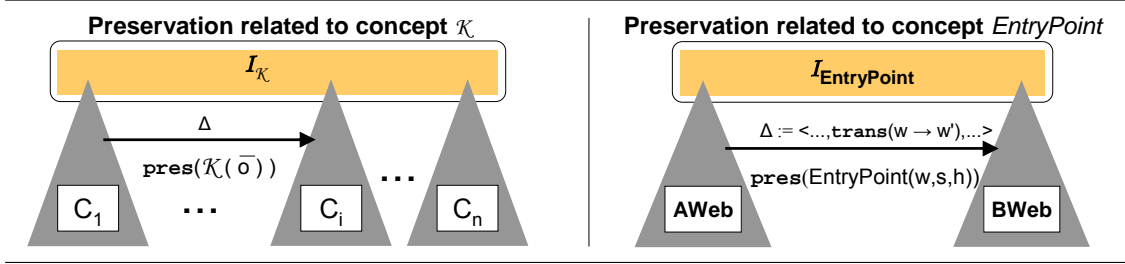 Preservation related to concept 𝒦
I𝒦
Δ
pres(𝒦( o̅ ))
...
...
C1
Ci
Cn
Preservation related to concept EntryPoint
IEntryPoint
Δ := <...,trans(w → w'),...>
pres(EntryPoint(w,s,h))
AWeb
BWeb